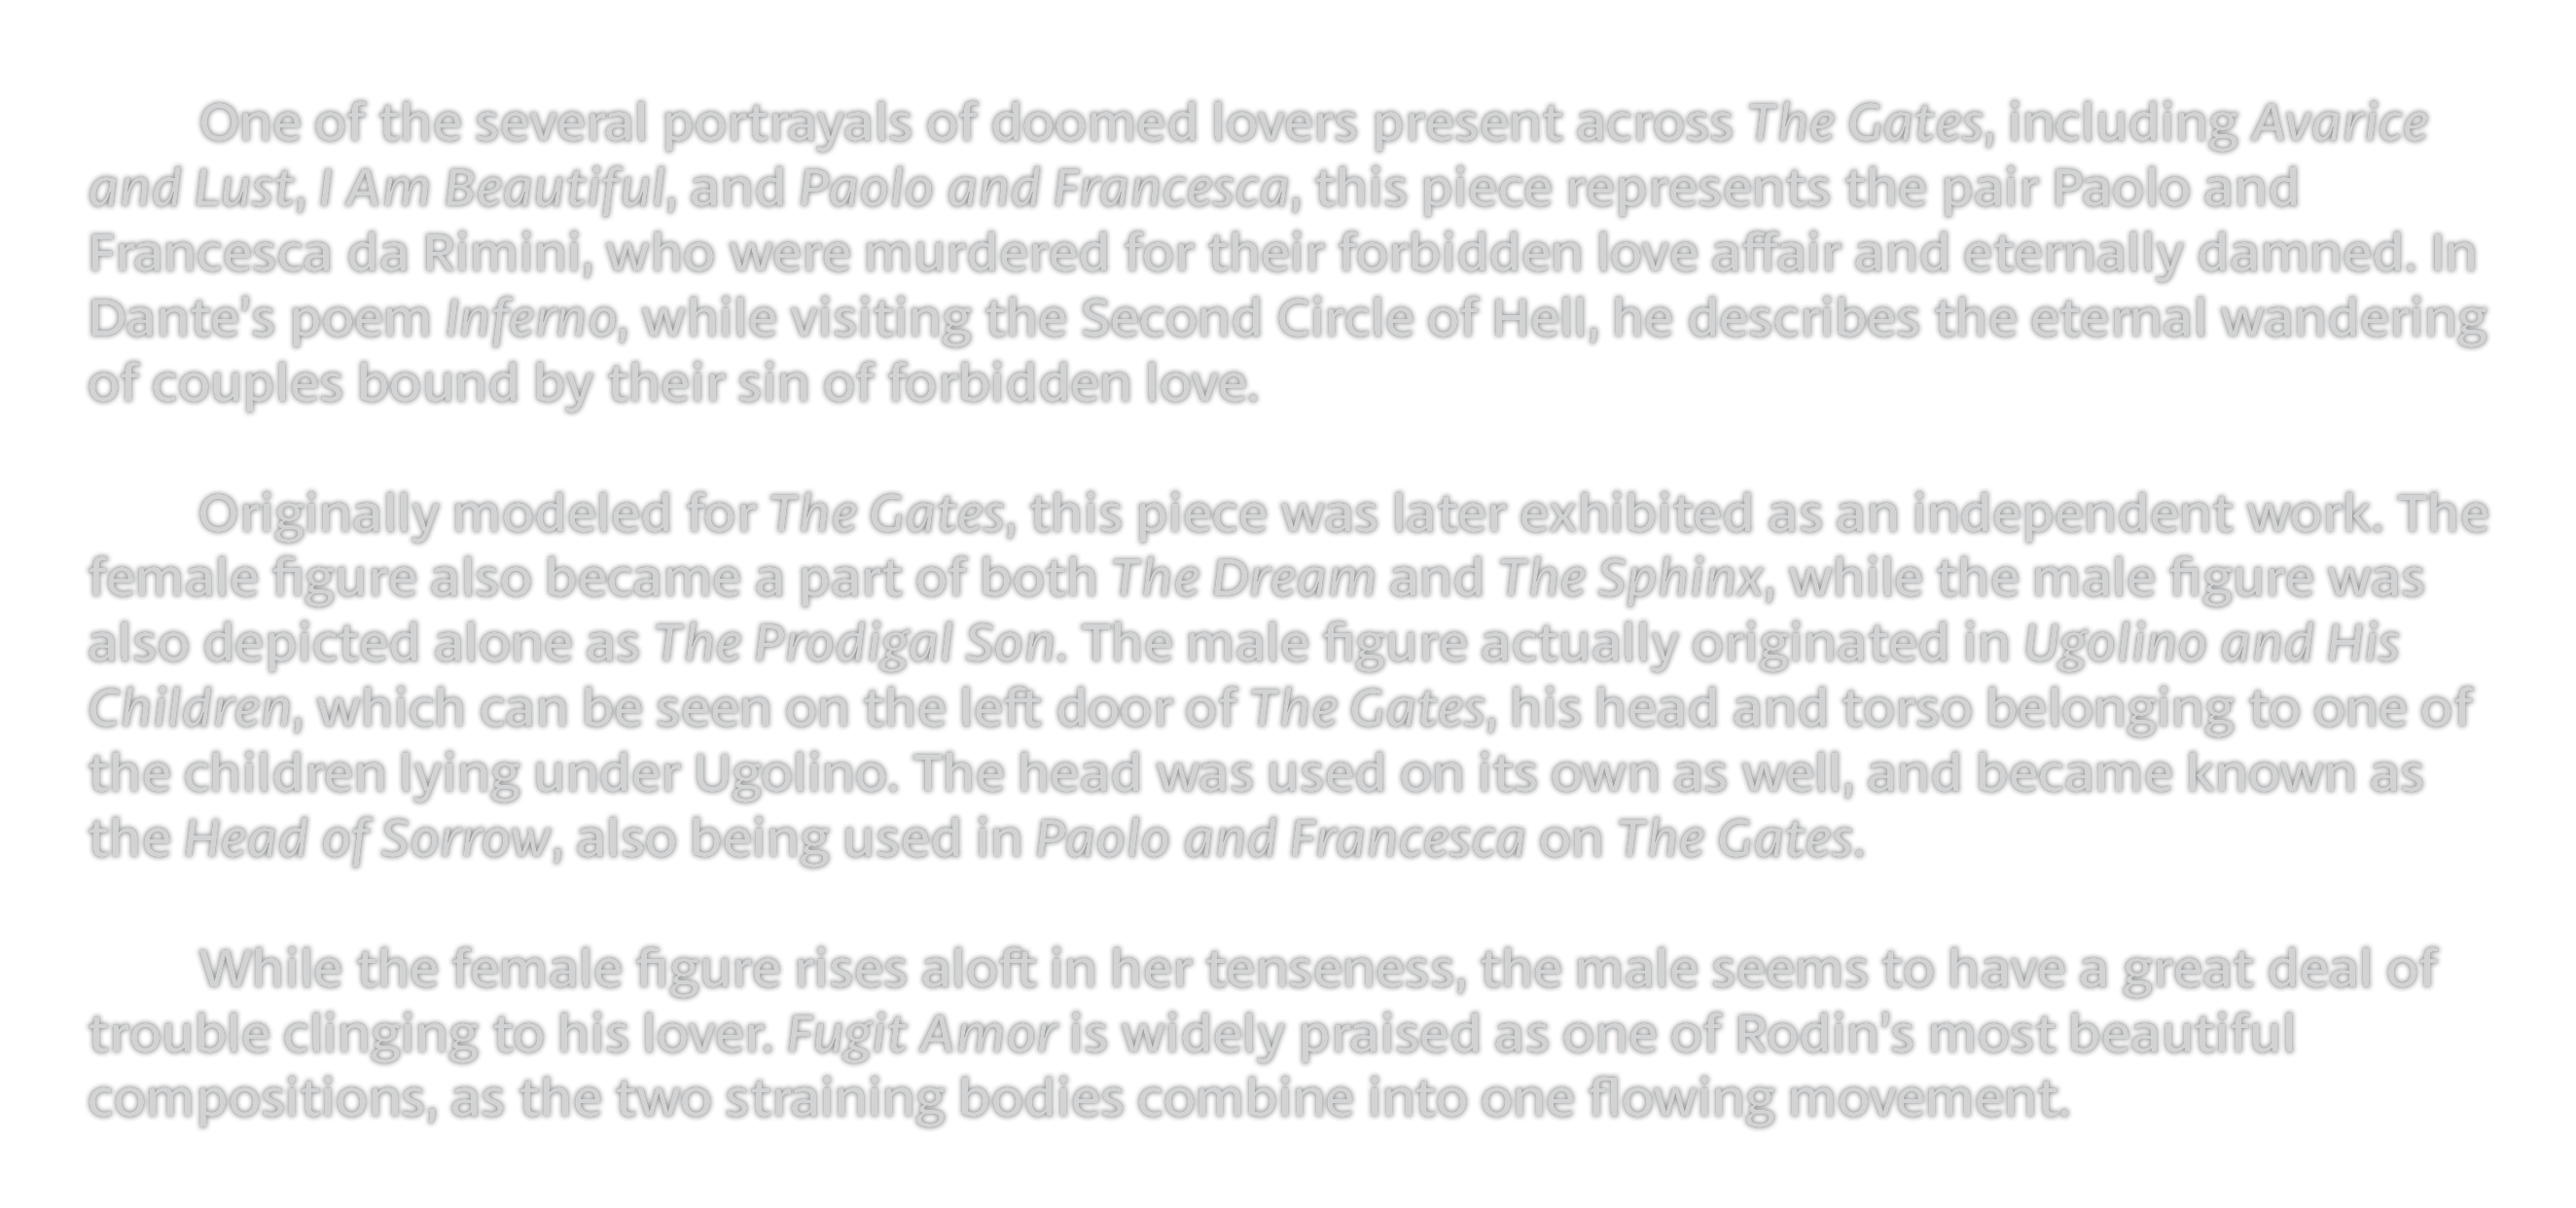 One of the several portrayals of doomed lovers present across The Gates, including Avarice
and Lust, I Am Beautiful, and Paolo and Francesca, this piece represents the pair Paolo and
Francesca da Rimini, who were murdered for their forbidden love affair and eternally damned. In
Dante's poem Inferno, while visiting the Second Circle of Hell, he describes the eternal wandering
of couples bound by their sin of forbidden love.
Originally modeled for The Gates, this piece was later exhibited as an independent work. The
female figure also became a part of both The Dream and The Sphinx, while the male figure was
also depicted alone as The Prodigal Son. The male figure actually originated in Ugolino and His
Children, which can be seen on the left door of The Gates, his head and torso belonging to one of
the children lying under Ugolino. The head was used on its own as well, and became known as
the Head of Sorrow, also being used in Paolo and Francesca on The Gates.
While the female figure rises aloft in her tenseness, the male seems to have a great deal of
trouble clinging to his lover. Fugit Amor is widely praised as one of Rodin's most beautiful
compositions, as the two straining bodies combine into one flowing movement.